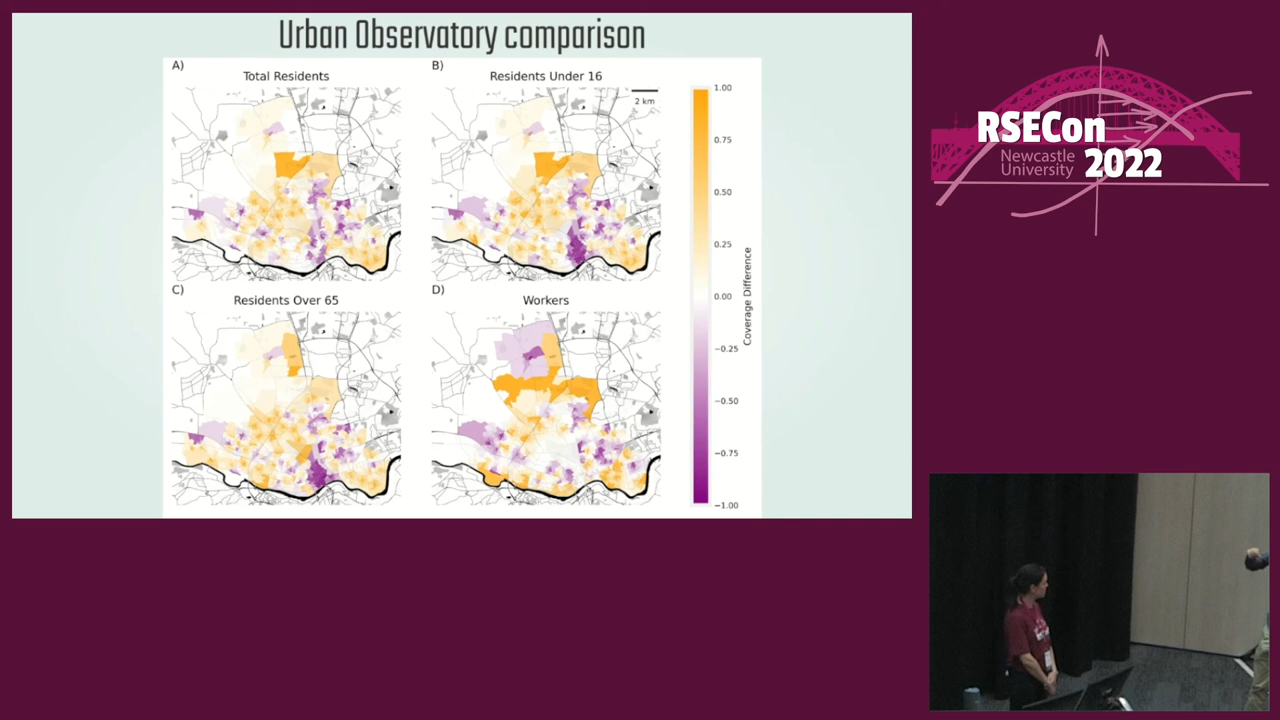 Urban Observatory comparison
A)
Total Residents
B)
Residents Under 16
2 km
C)
Residents Over 65
D)
Workers
1.00
0.75
0.50
0.25
0.00
−0.25
−0.50
−0.75
−1.00
Coverage Difference
RSECon
Newcastle
University
2022